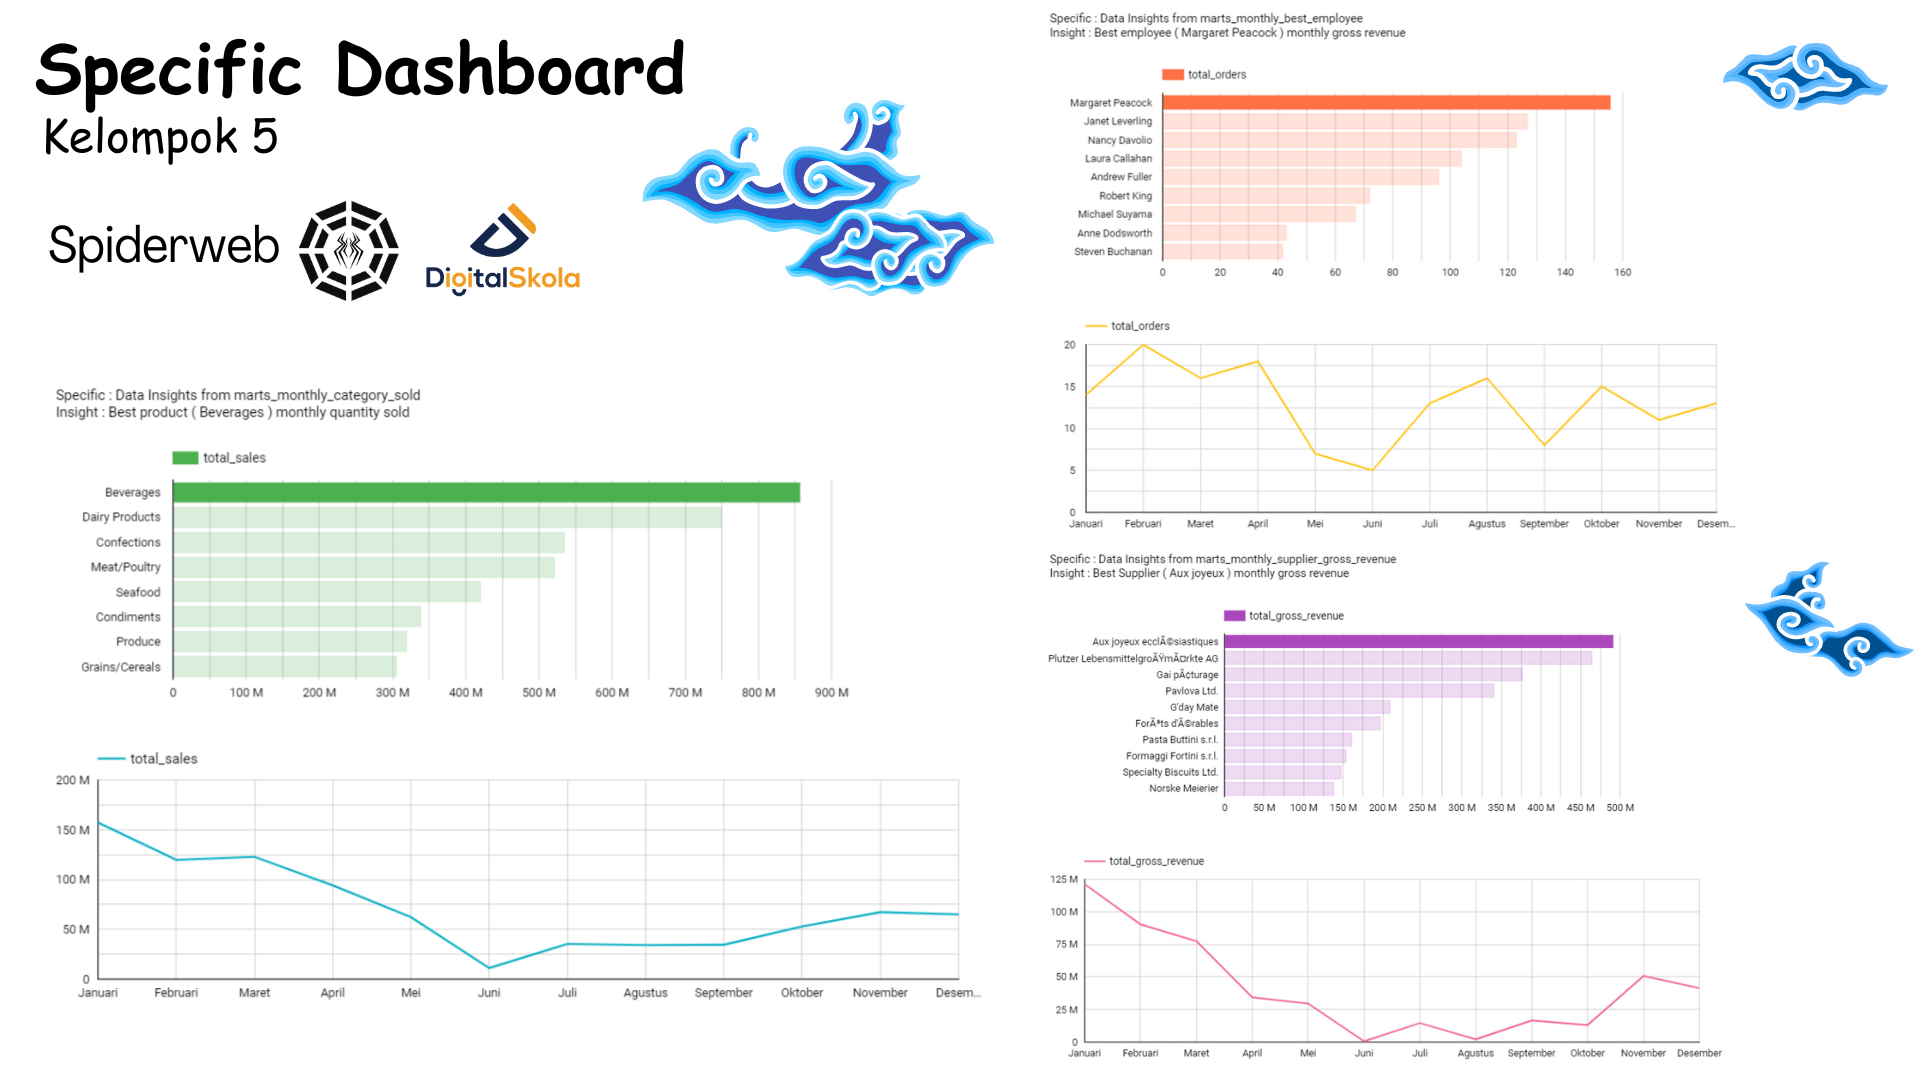 Specific Dashboard
Kelompok 5
Spiderweb
DigitalSkola
Specific : Data Insights from marts_monthly_category_sold
Insight : Best product ( Beverages ) monthly quantity sold
total_sales
Beverages
Dairy Products
Confections
Meat/Poultry
Seafood
Condiments
Produce
Grains/Cereals
0 100 M 200 M 300 M 400 M 500 M 600 M 700 M 800 M 900 M
total_sales
200 M
150 M
100 M
50 M
0
Januari Februari Maret April Mei Juni Juli Agustus September Oktober November Desem...
Specific : Data Insights from marts_monthly_best_employee
Insight : Best employee ( Margaret Peacock ) monthly gross revenue
total_orders
Margaret Peacock
Janet Leverling
Nancy Davolio
Laura Callahan
Andrew Fuller
Robert King
Michael Suyama
Anne Dodsworth
Steven Buchanan
0 20 40 60 80 100 120 140 160
total_orders
20
15
10
5
0
Januari Februari Maret April Mei Juni Juli Agustus September Oktober November Desem...
Specific : Data Insights from marts_monthly_supplier_gross_revenue
Insight : Best Supplier ( Aux joyeux ) monthly gross revenue
total_gross_revenue
Aux joyeux ecclÃ©siastiques
Plutzer LebensmittelgroÃŸmÃ¤rkte AG
Gai pÃ¢turage
Pavlova Ltd.
G'day Mate
ForÃªts d'Ã©rables
Pasta Buttini s.r.l.
Formaggi Fortini s.r.l.
Specialty Biscuits Ltd.
Norske Meierier
0 50 M 100 M 150 M 200 M 250 M 300 M 350 M 400 M 450 M 500 M
total_gross_revenue
125 M
100 M
75 M
50 M
25 M
0
Januari Februari Maret April Mei Juni Juli Agustus September Oktober November Desember